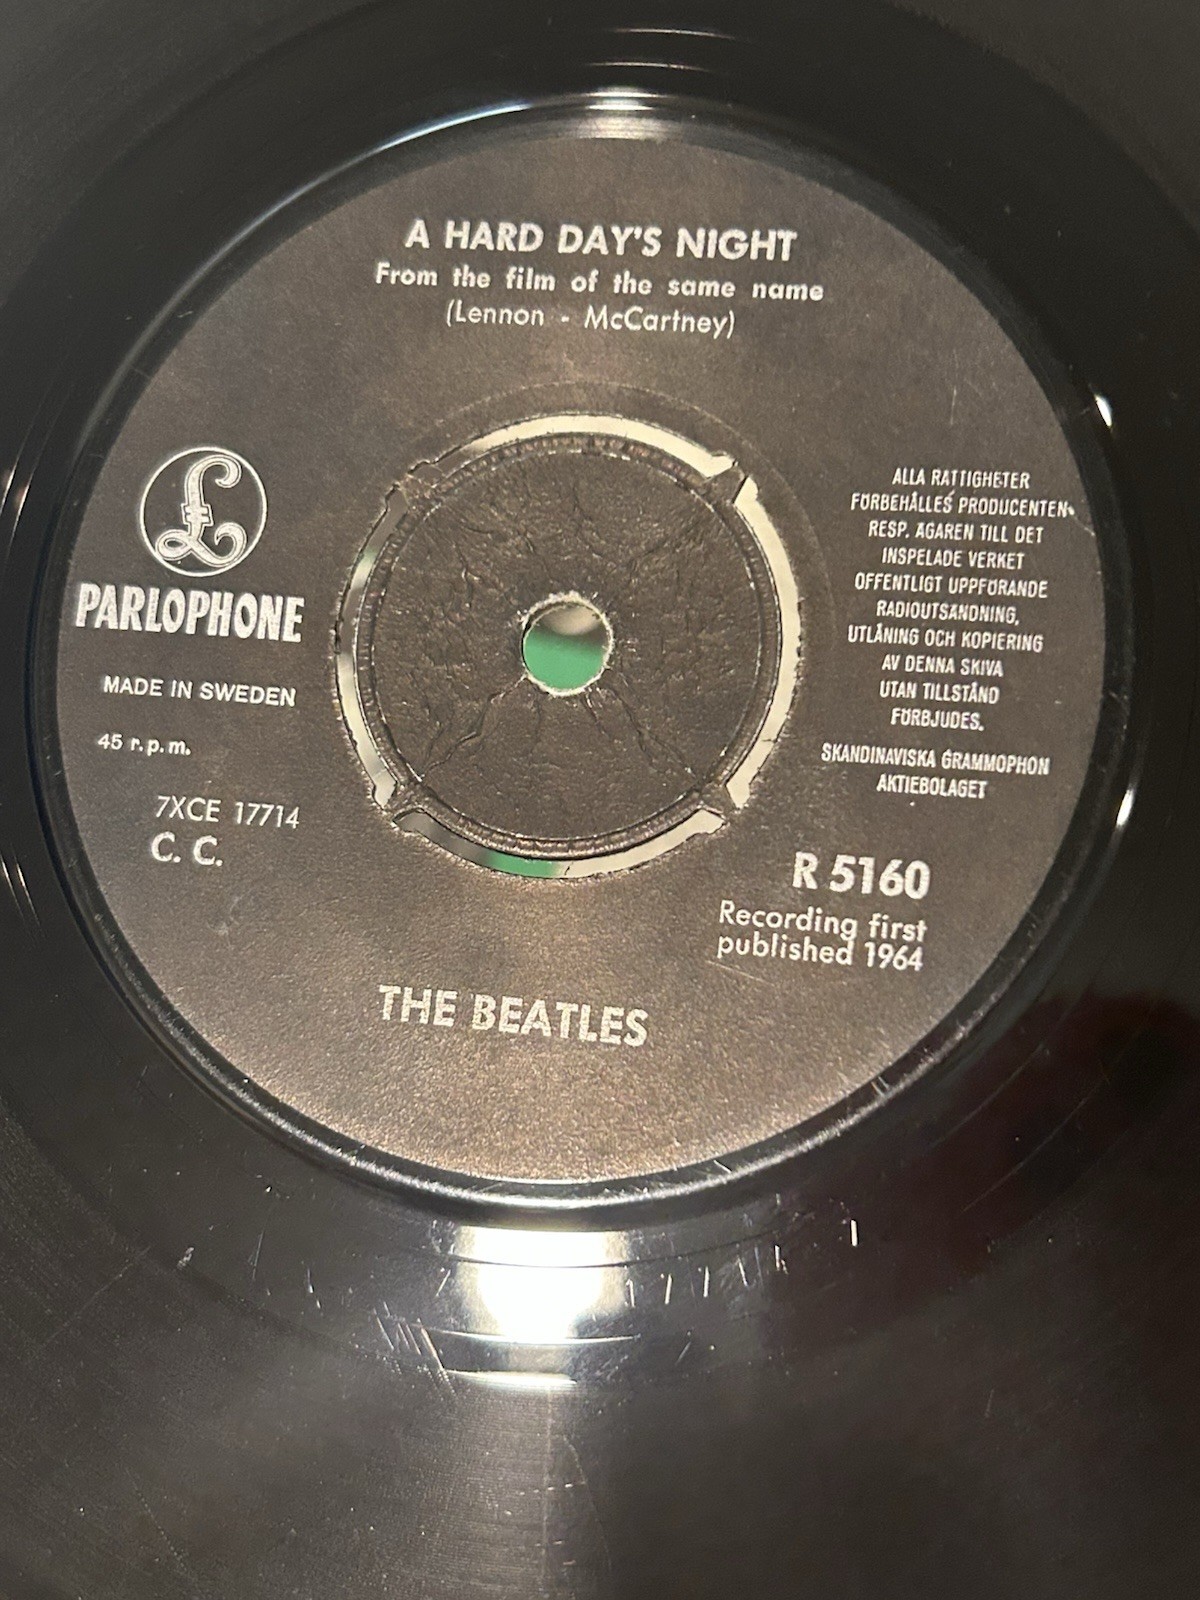 A HARD DAY'S NIGHT
From the film of the same name
(Lennon - McCartney)
£
PARLOPHONE
MADE IN SWEDEN
45 r.p.m.
7XCE 17714
C. C.
ALLA RÄTTIGHETER
FÖRBEHÅLLES PRODUCENTEN
RESP. ÄGAREN TILL DET
INSPELADE VERKET
OFFENTLIGT UPPFÖRANDE
RADIOUTSÄNDNING,
UTLÅNING OCH KOPIERING
AV DENNA SKIVA
UTAN TILLSTÅND
FÖRBJUDES.
SKANDINAVISKA GRAMMOPHON
AKTIEBOLAGET
R 5160
Recording first
published 1964
THE BEATLES